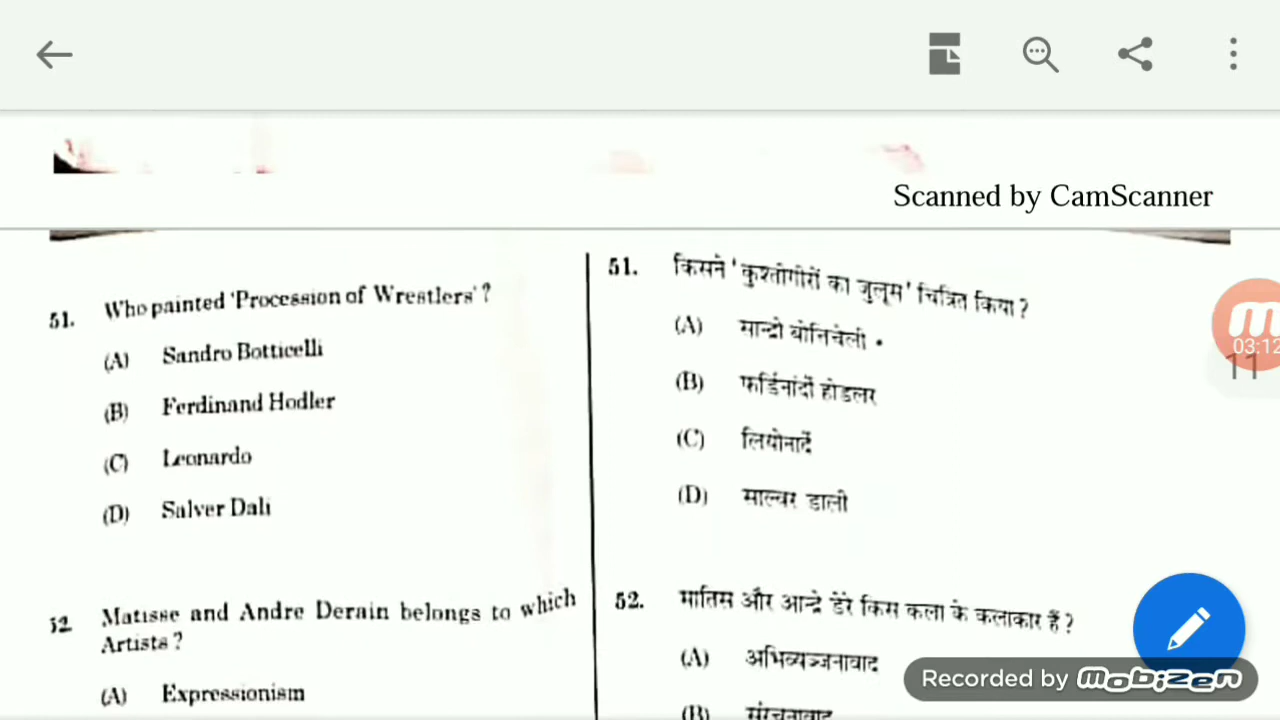 Scanned by CamScanner
51. Who painted 'Procession of Wrestlers' ?
(A) Sandro Botticelli
(B) Ferdinand Hodler
(C) Leonardo
(D) Salver Dali
52. Matisse and Andre Derain belongs to which
Artists ?
(A) Expressionism
51. किसने 'कुश्तीगीरों का जुलूस' चित्रित किया ?
(A) सान्द्रो बोत्तिचेली
(B) फर्डिनांदों होडलर
(C) लियोनार्दे
(D) साल्वर डाली
52. मातिस और आन्द्रे डेरे किस कला के कलाकार हैं ?
(A) अभिव्यञ्जनावाद
(B) संरचनावाद
03:12
11
Recorded by mobizen